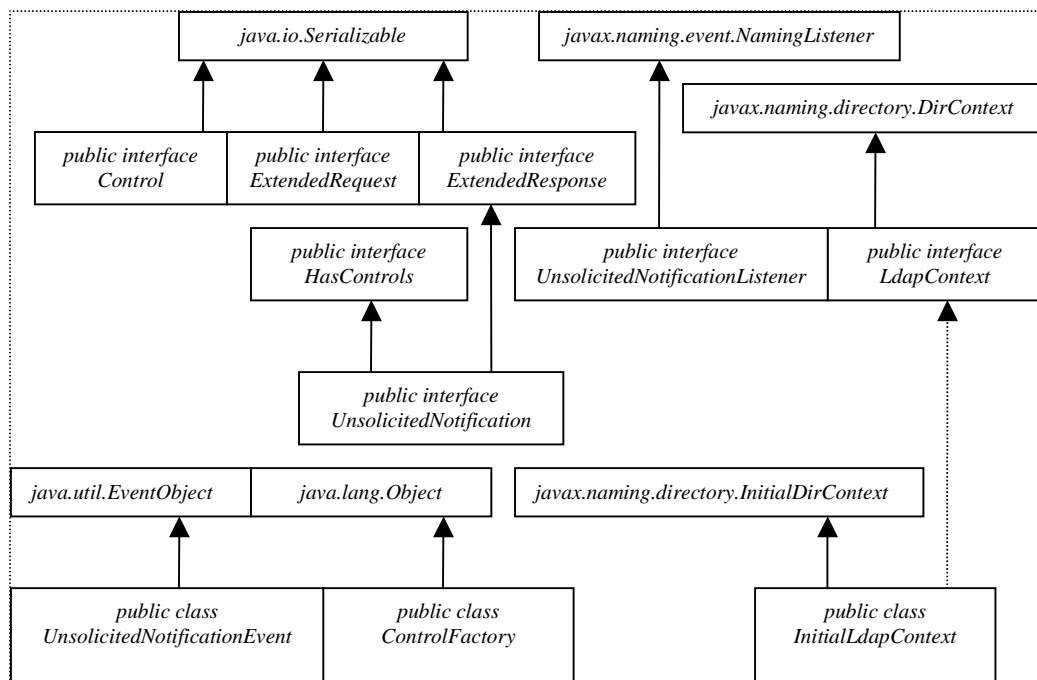 java.io.Serializable
javax.naming.event.NamingListener
javax.naming.directory.DirContext
public interface
Control
public interface
ExtendedRequest
public interface
ExtendedResponse
public interface
HasControls
public interface
UnsolicitedNotificationListener
public interface
LdapContext
public interface
UnsolicitedNotification
java.util.EventObject
java.lang.Object
javax.naming.directory.InitialDirContext
public class
UnsolicitedNotificationEvent
public class
ControlFactory
public class
InitialLdapContext